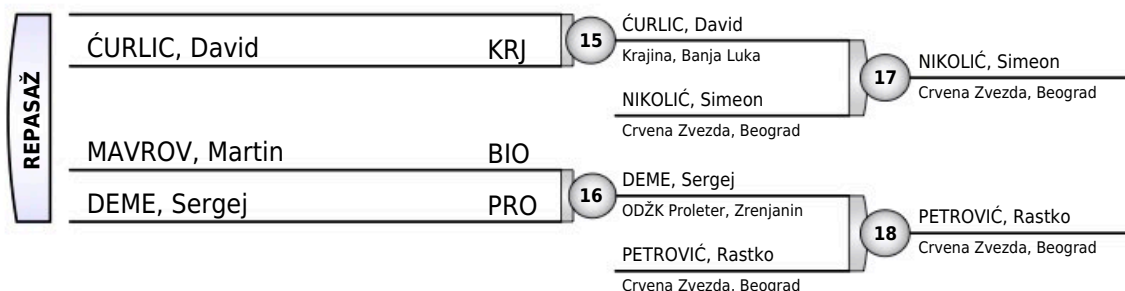 REPASAŽ
ĆURLIC, David KRJ
MAVROV, Martin BIO
DEME, Sergej PRO
15
16
ĆURLIC, David
Krajina, Banja Luka
NIKOLIĆ, Simeon
Crvena Zvezda, Beograd
DEME, Sergej
ODŽK Proleter, Zrenjanin
PETROVIĆ, Rastko
Crvena Zvezda, Beograd
17
18
NIKOLIĆ, Simeon
Crvena Zvezda, Beograd
PETROVIĆ, Rastko
Crvena Zvezda, Beograd